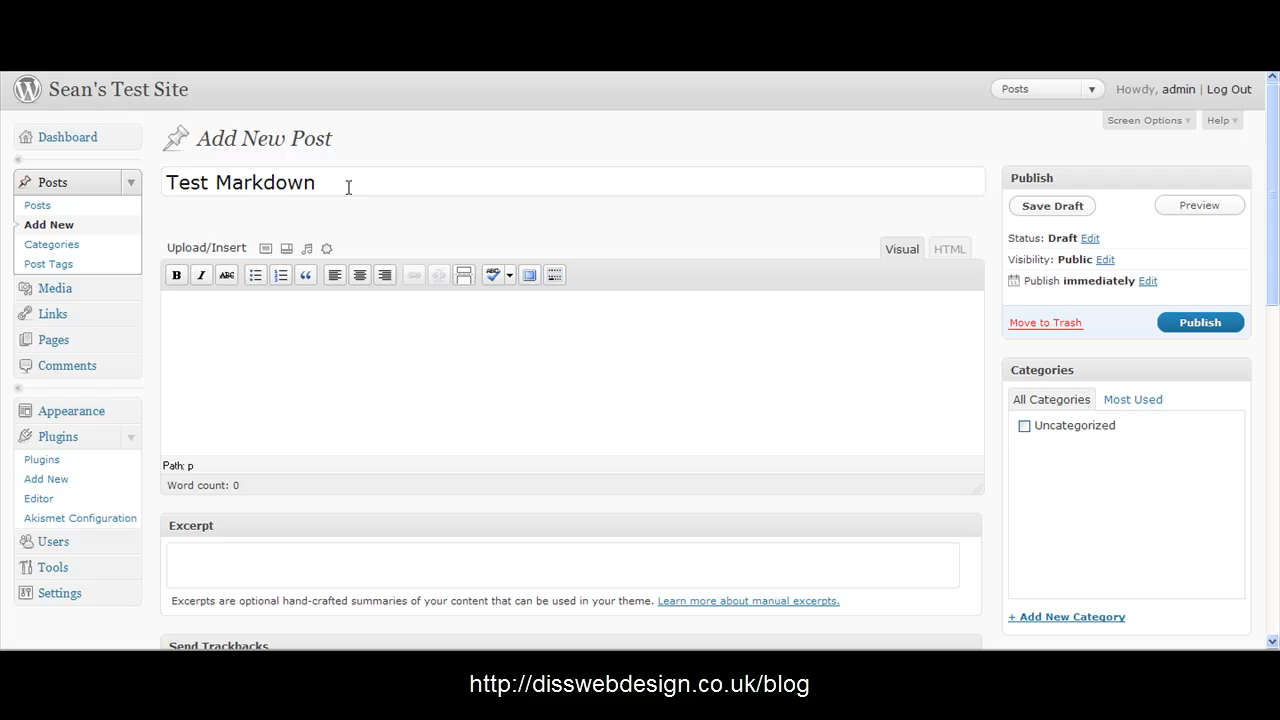 Sean's Test Site
Posts
Howdy, admin | Log Out
Screen Options
Help
Dashboard
Add New Post
Posts
Test Markdown
Posts
Add New
Categories
Post Tags
Media
Links
Pages
Comments
Appearance
Plugins
Plugins
Add New
Editor
Akismet Configuration
Users
Tools
Settings
Upload/Insert
Visual
HTML
B I ABC
ABC
Path: p
Word count: 0
Excerpt
Excerpts are optional hand-crafted summaries of your content that can be used in your theme. Learn more about manual excerpts.
Send Trackbacks
Publish
Save Draft
Preview
Status: Draft Edit
Visibility: Public Edit
Publish immediately Edit
Move to Trash
Publish
Categories
All Categories
Most Used
Uncategorized
+ Add New Category
http://disswebdesign.co.uk/blog